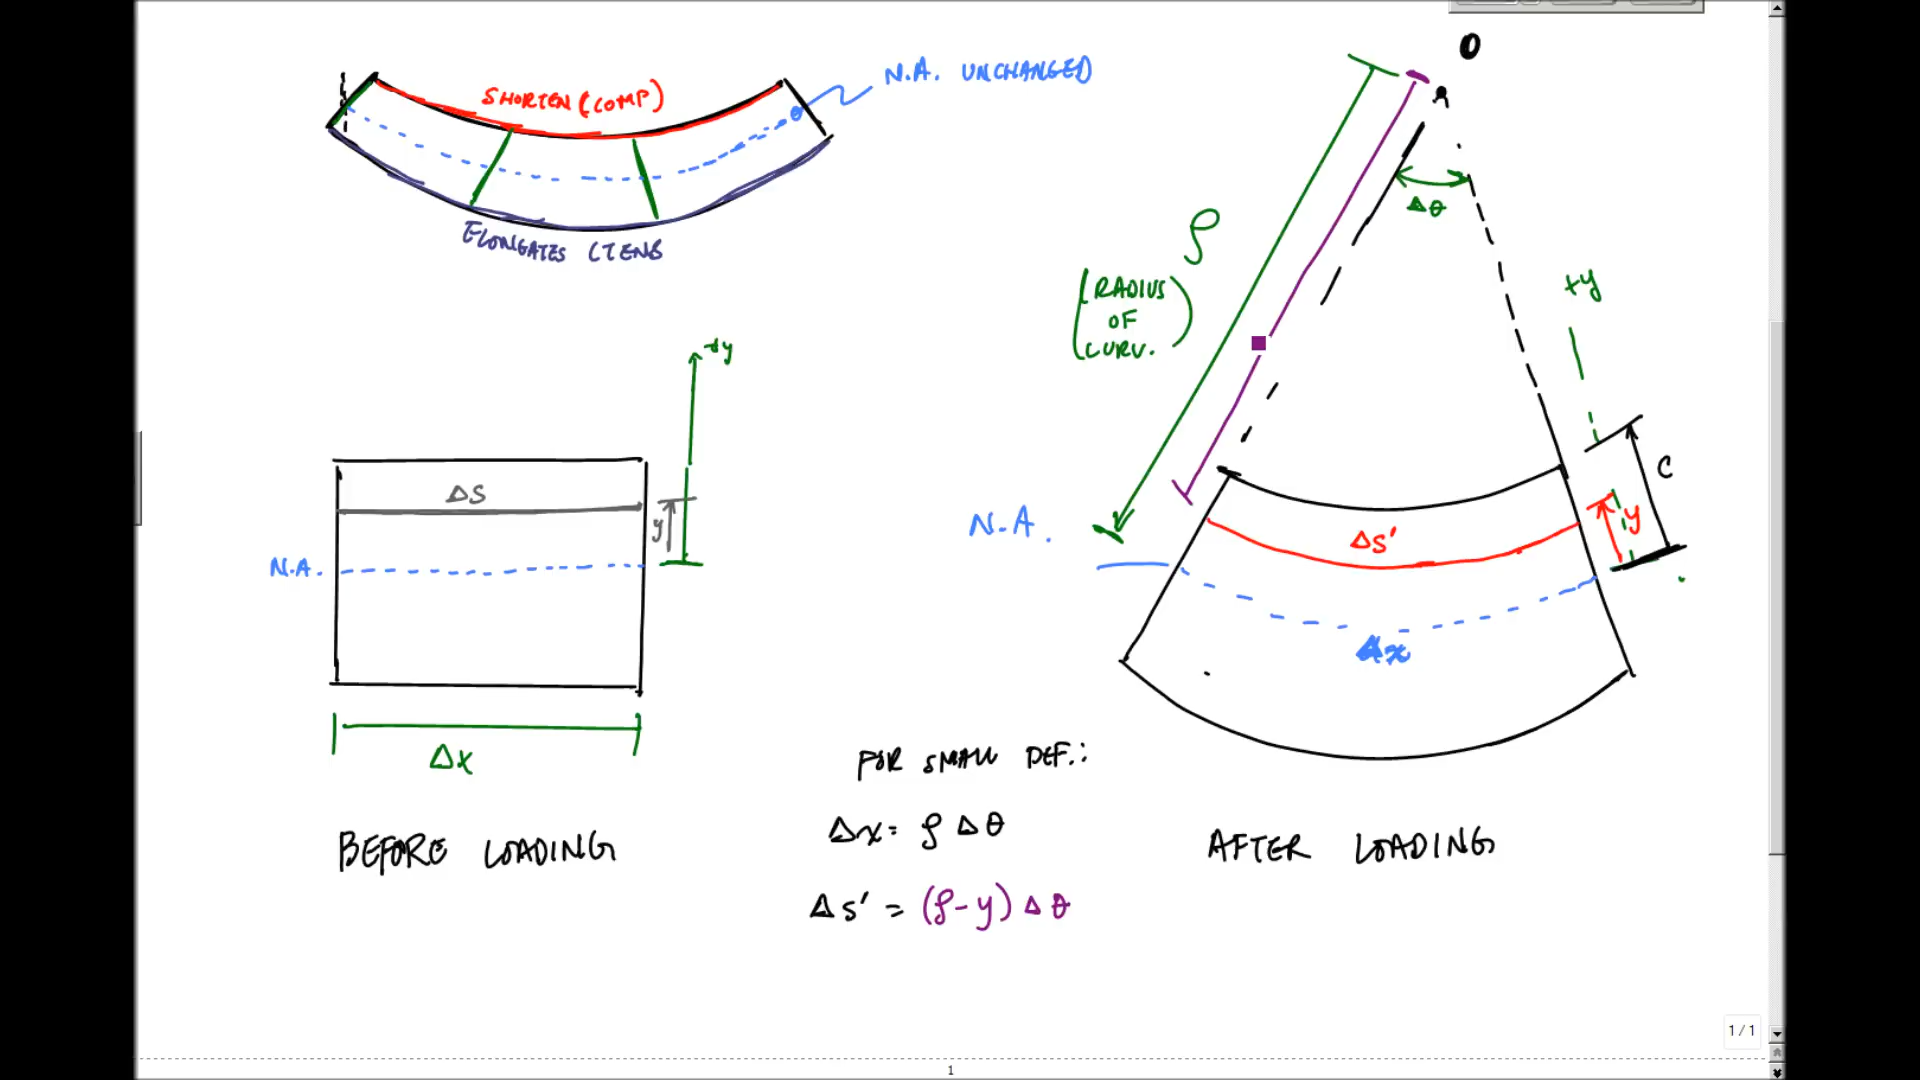 N.A. UNCHANGED
SHORTEN (COMP)
ELONGATES (TENS
O
Δθ
ρ
(RADIUS
OF
CURV.)
+y
+y
C
ΔS
y
N.A.
Δx
BEFORE LOADING
N.A.
ΔS'
y
Δx
AFTER LOADING
FOR SMALL DEF.:
Δx = ρ Δθ
Δs' = (ρ-y) Δθ
1 / 1
1